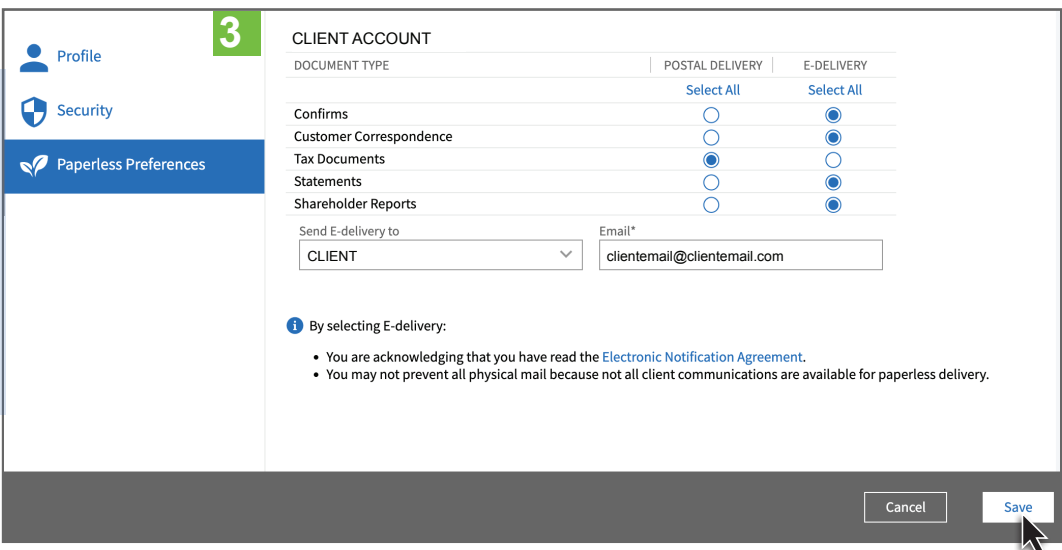 3
Profile
Security
Paperless Preferences
CLIENT ACCOUNT
DOCUMENT TYPE POSTAL DELIVERY E-DELIVERY
Select All Select All
Confirms
Customer Correspondence
Tax Documents
Statements
Shareholder Reports
Send E-delivery to Email*
CLIENT clientemail@clientemail.com
i By selecting E-delivery:
• You are acknowledging that you have read the Electronic Notification Agreement.
• You may not prevent all physical mail because not all client communications are available for paperless delivery.
Cancel Save